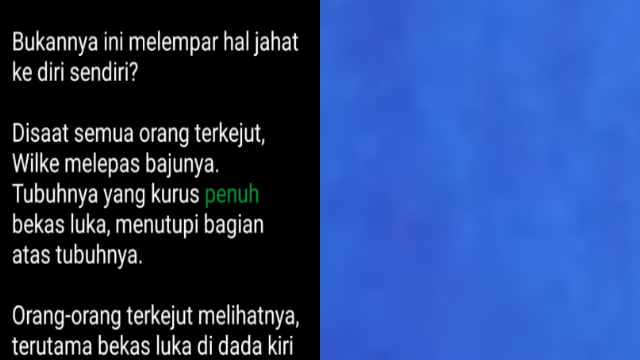 Bukannya ini melempar hal jahat
ke diri sendiri?
Disaat semua orang terkejut,
Wilke melepas bajunya.
Tubuhnya yang kurus penuh
bekas luka, menutupi bagian
atas tubuhnya.
Orang-orang terkejut melihatnya,
terutama bekas luka di dada kiri